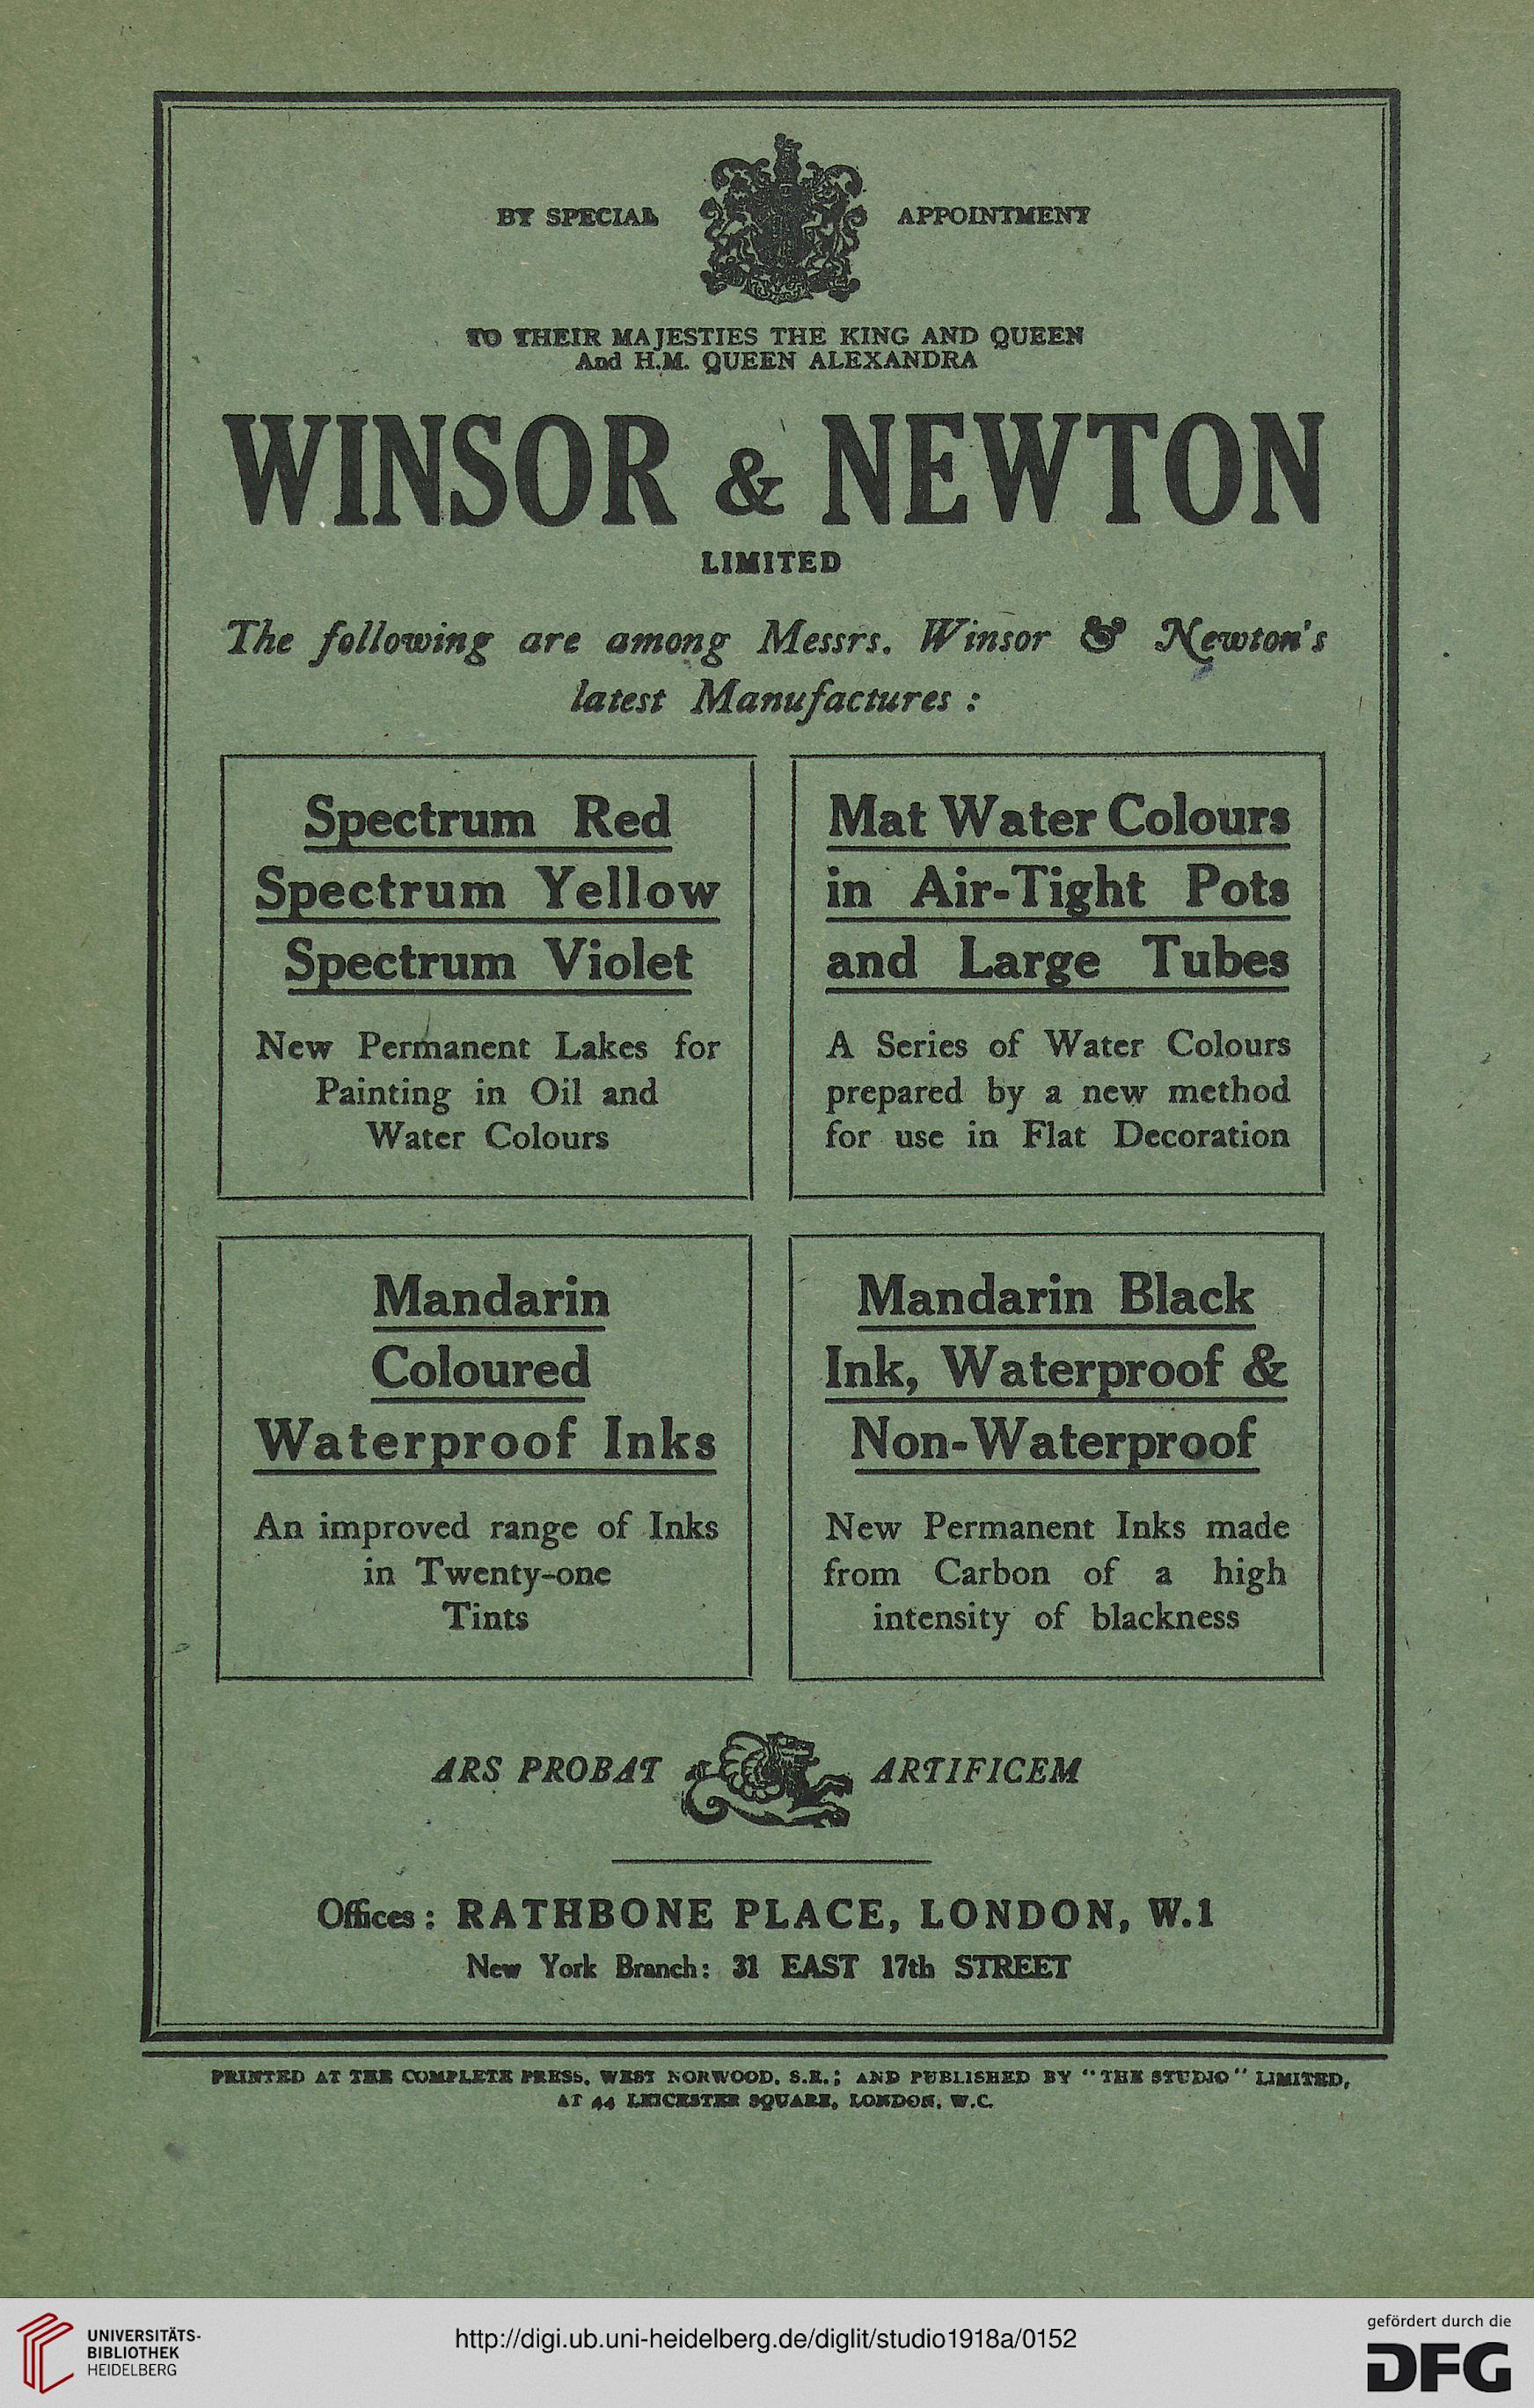 BY SPECIAL APPOINTMENT
TO THEIR MAJESTIES THE KING AND QUEEN
And H.M. QUEEN ALEXANDRA
WINSOR & NEWTON
LIMITED
The following are among Messrs. Winsor & Newton's
latest Manufactures :
Spectrum Red
Spectrum Yellow
Spectrum Violet
New Permanent Lakes for
Painting in Oil and
Water Colours
Mat Water Colours
in Air-Tight Pots
and Large Tubes
A Series of Water Colours
prepared by a new method
for use in Flat Decoration
Mandarin
Coloured
Waterproof Inks
An improved range of Inks
in Twenty-one
Tints
Mandarin Black
Ink, Waterproof &
Non-Waterproof
New Permanent Inks made
from Carbon of a high
intensity of blackness
ARS PROBAT ARTIFICEM
Offices : RATHBONE PLACE, LONDON, W.1
New York Branch: 31 EAST 17th STREET
PRINTED AT THE COMPLETE PRESS, WEST NORWOOD, S.E.; AND PUBLISHED BY "THE STUDIO" LIMITED,
AT 44 LEICESTER SQUARE, LONDON, W.C.
UNIVERSITÄTS-
BIBLIOTHEK
HEIDELBERG
http://digi.ub.uni-heidelberg.de/diglit/studio1918a/0152
gefördert durch die
DFG